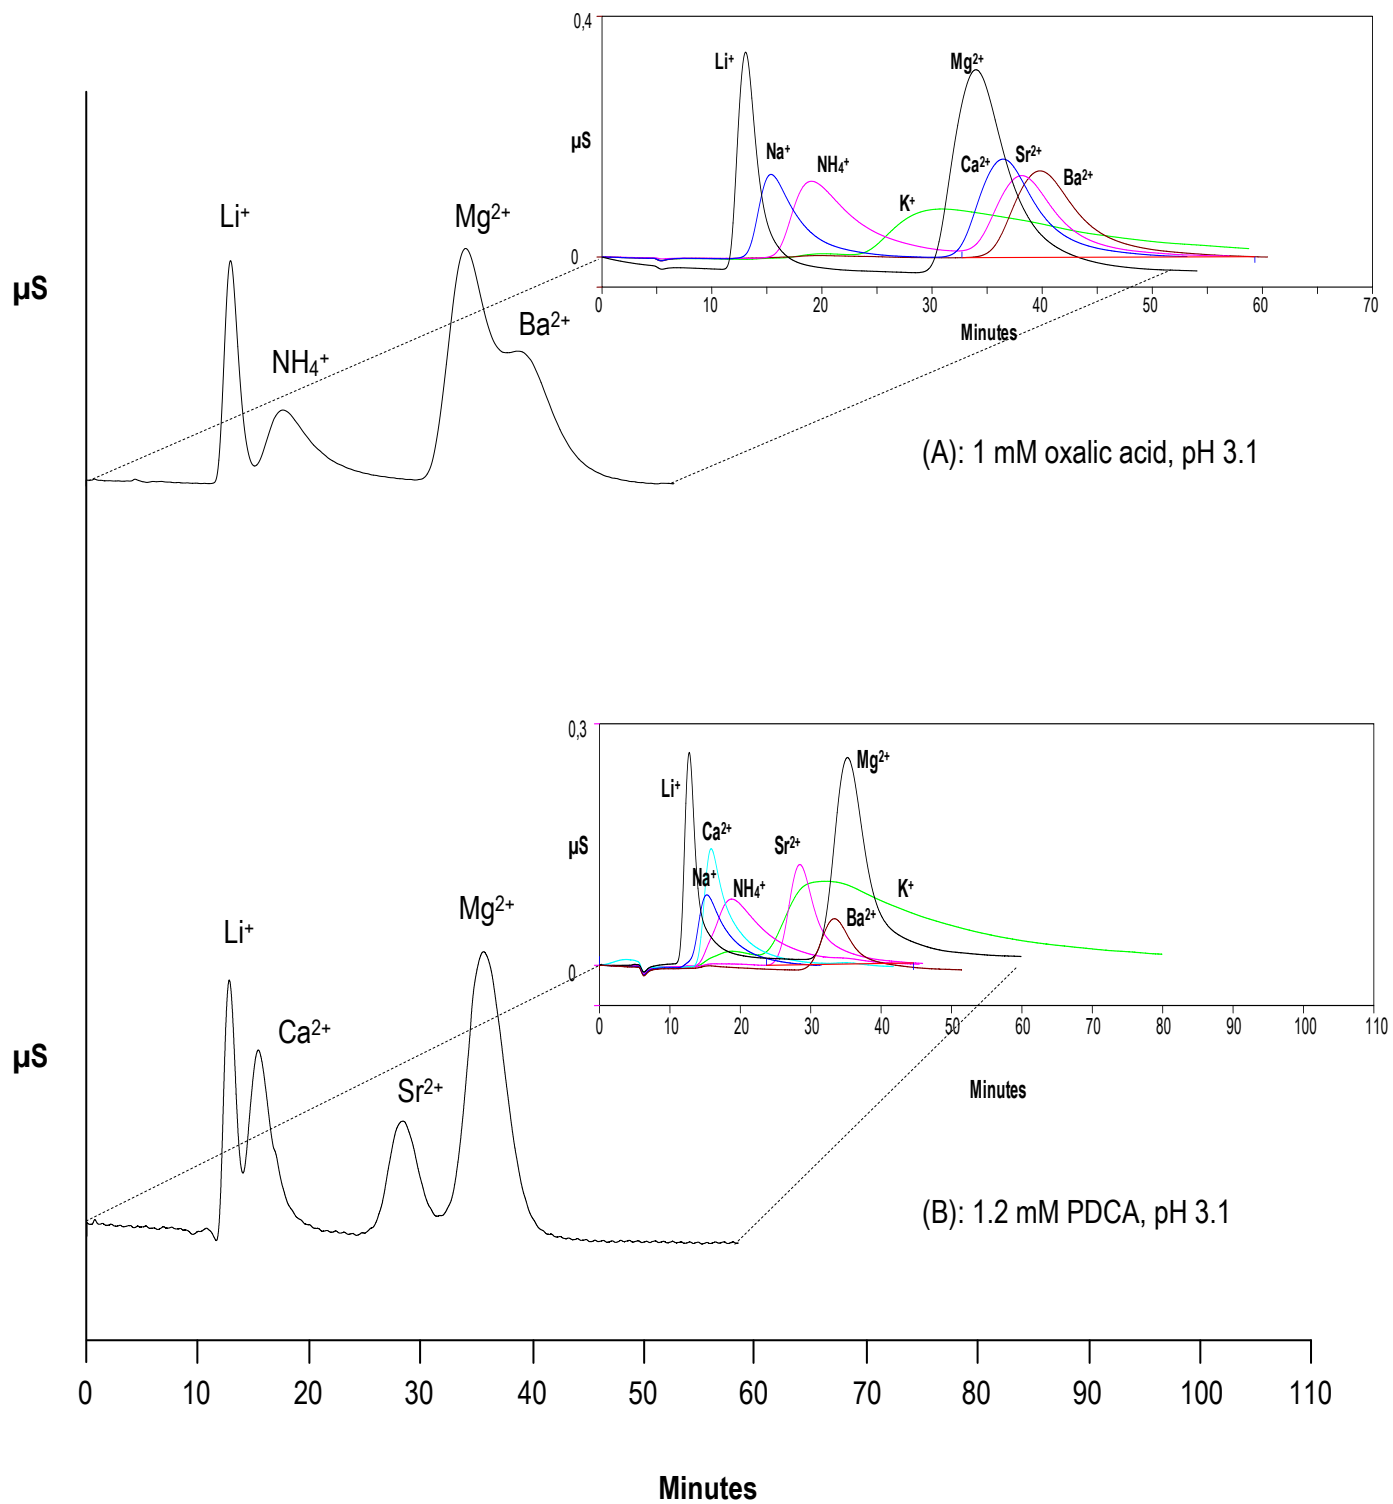 0,4
Li⁺
Mg²⁺
µS
Na⁺
NH₄⁺
Ca²⁺
Sr²⁺
Ba²⁺
K⁺
0
0 10 20 30 40 50 60 70
Minutes
Li⁺
Mg²⁺
µS
NH₄⁺
Ba²⁺
(A): 1 mM oxalic acid, pH 3.1
0,3
Li⁺
Mg²⁺
Ca²⁺
µS
Sr²⁺
Na⁺
NH₄⁺
K⁺
Ba²⁺
0
0 10 20 30 40 50 60 70 80 90 100 110
Minutes
Li⁺
Mg²⁺
Ca²⁺
µS
Sr²⁺
(B): 1.2 mM PDCA, pH 3.1
0 10 20 30 40 50 60 70 80 90 100 110
Minutes